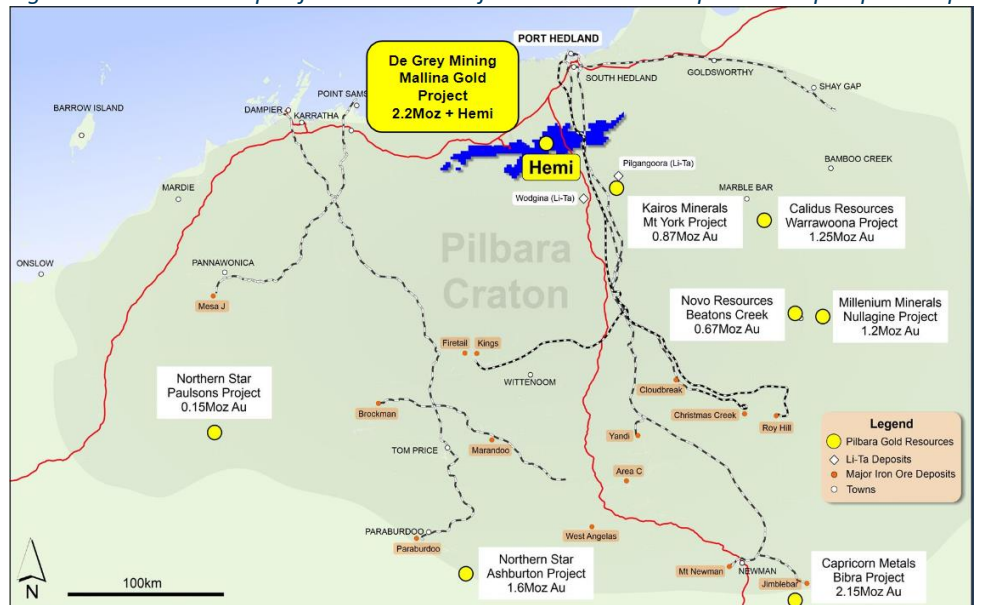 PORT HEDLAND
De Grey Mining
Mallina Gold
Project
2.2Moz + Hemi
SOUTH HEDLAND
GOLDSWORTHY
SHAY GAP
POINT SAMS
DAMPIER
KARRATHA
BARROW ISLAND
Hemi
Pilgangoora (Li-Ta)
BAMBOO CREEK
Wodgina (Li-Ta)
MARBLE BAR
MARDIE
Kairos Minerals
Mt York Project
0.87Moz Au
Calidus Resources
Warrawoona Project
1.25Moz Au
Pilbara
Craton
ONSLOW
PANNAWONICA
Mesa J
Novo Resources
Beatons Creek
0.67Moz Au
Millenium Minerals
Nullagine Project
1.2Moz Au
Firetail
Kings
WITTENOOM
Cloudbreak
Northern Star
Paulsons Project
0.15Moz Au
Brockman
Christmas Creek
Roy Hill
Yandi
Marandoo
TOM PRICE
Area C
Legend
Pilbara Gold Resources
Li-Ta Deposits
Major Iron Ore Deposits
Towns
PARABURDOO
Paraburdoo
West Angelas
Northern Star
Ashburton Project
1.6Moz Au
Mt Newman
NEWMAN
Jimblebar
Capricorn Metals
Bibra Project
2.15Moz Au
N
100km